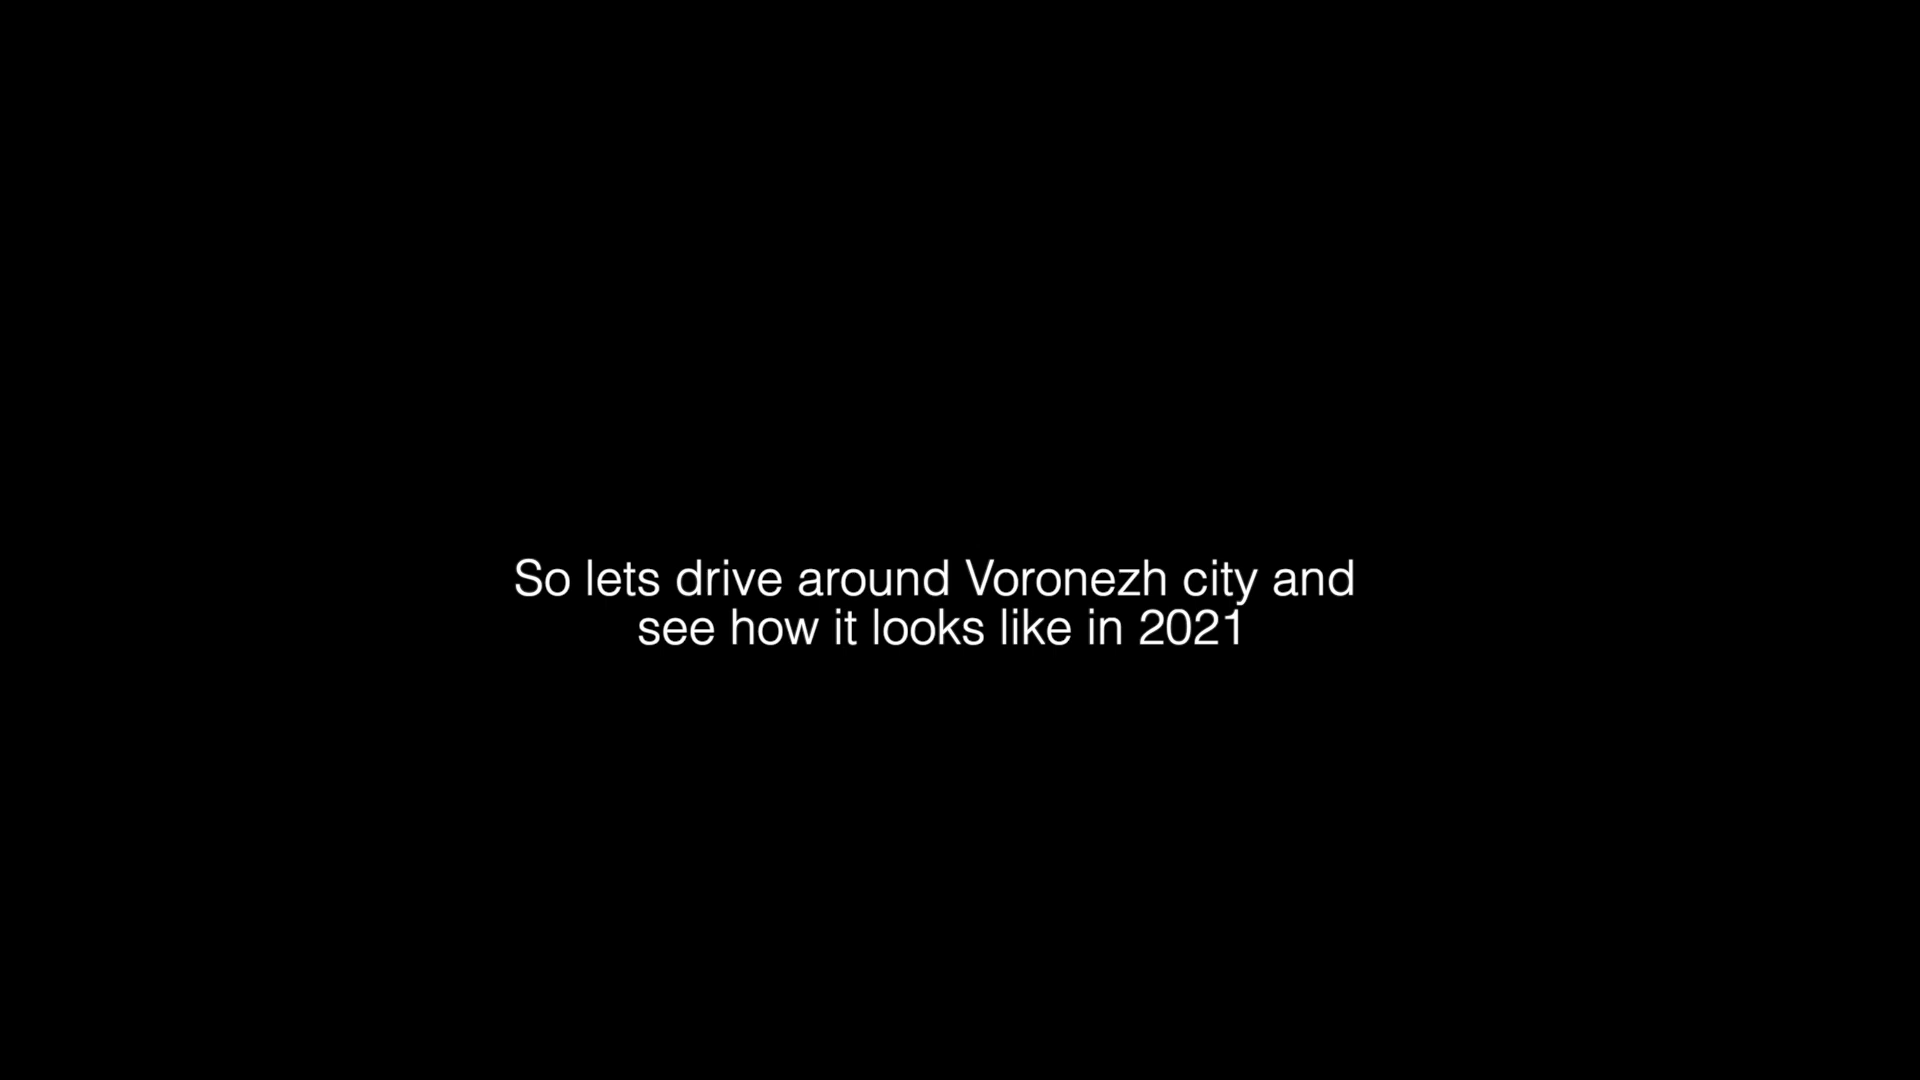 So lets drive around Voronezh city and
see how it looks like in 2021